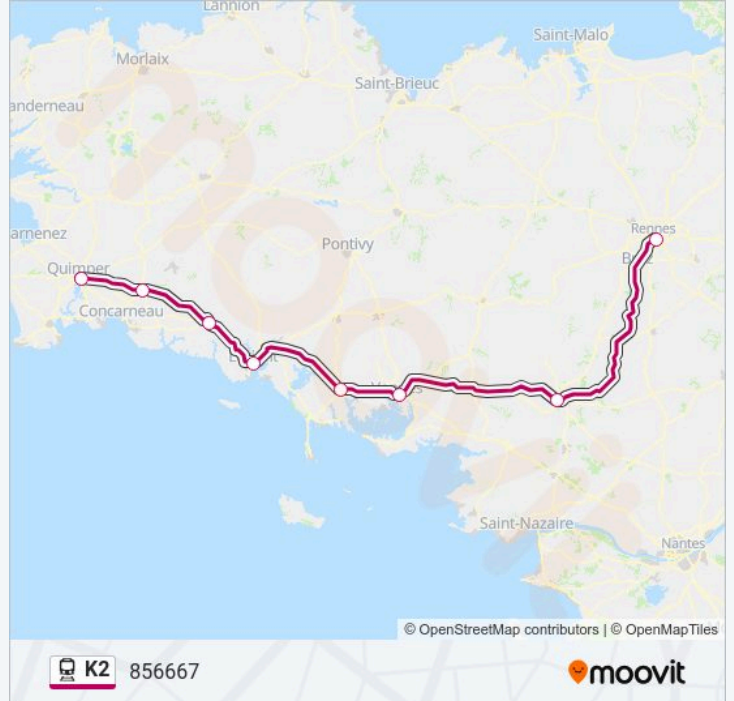 Lannion
Saint-Malo
Morlaix
Saint-Brieuc
anderneau
Rennes
arnenez
Pontivy
Quimper
Concarneau
Saint-Nazaire
Nantes
© OpenStreetMap contributors | © OpenMapTiles
K2 856667
moovit